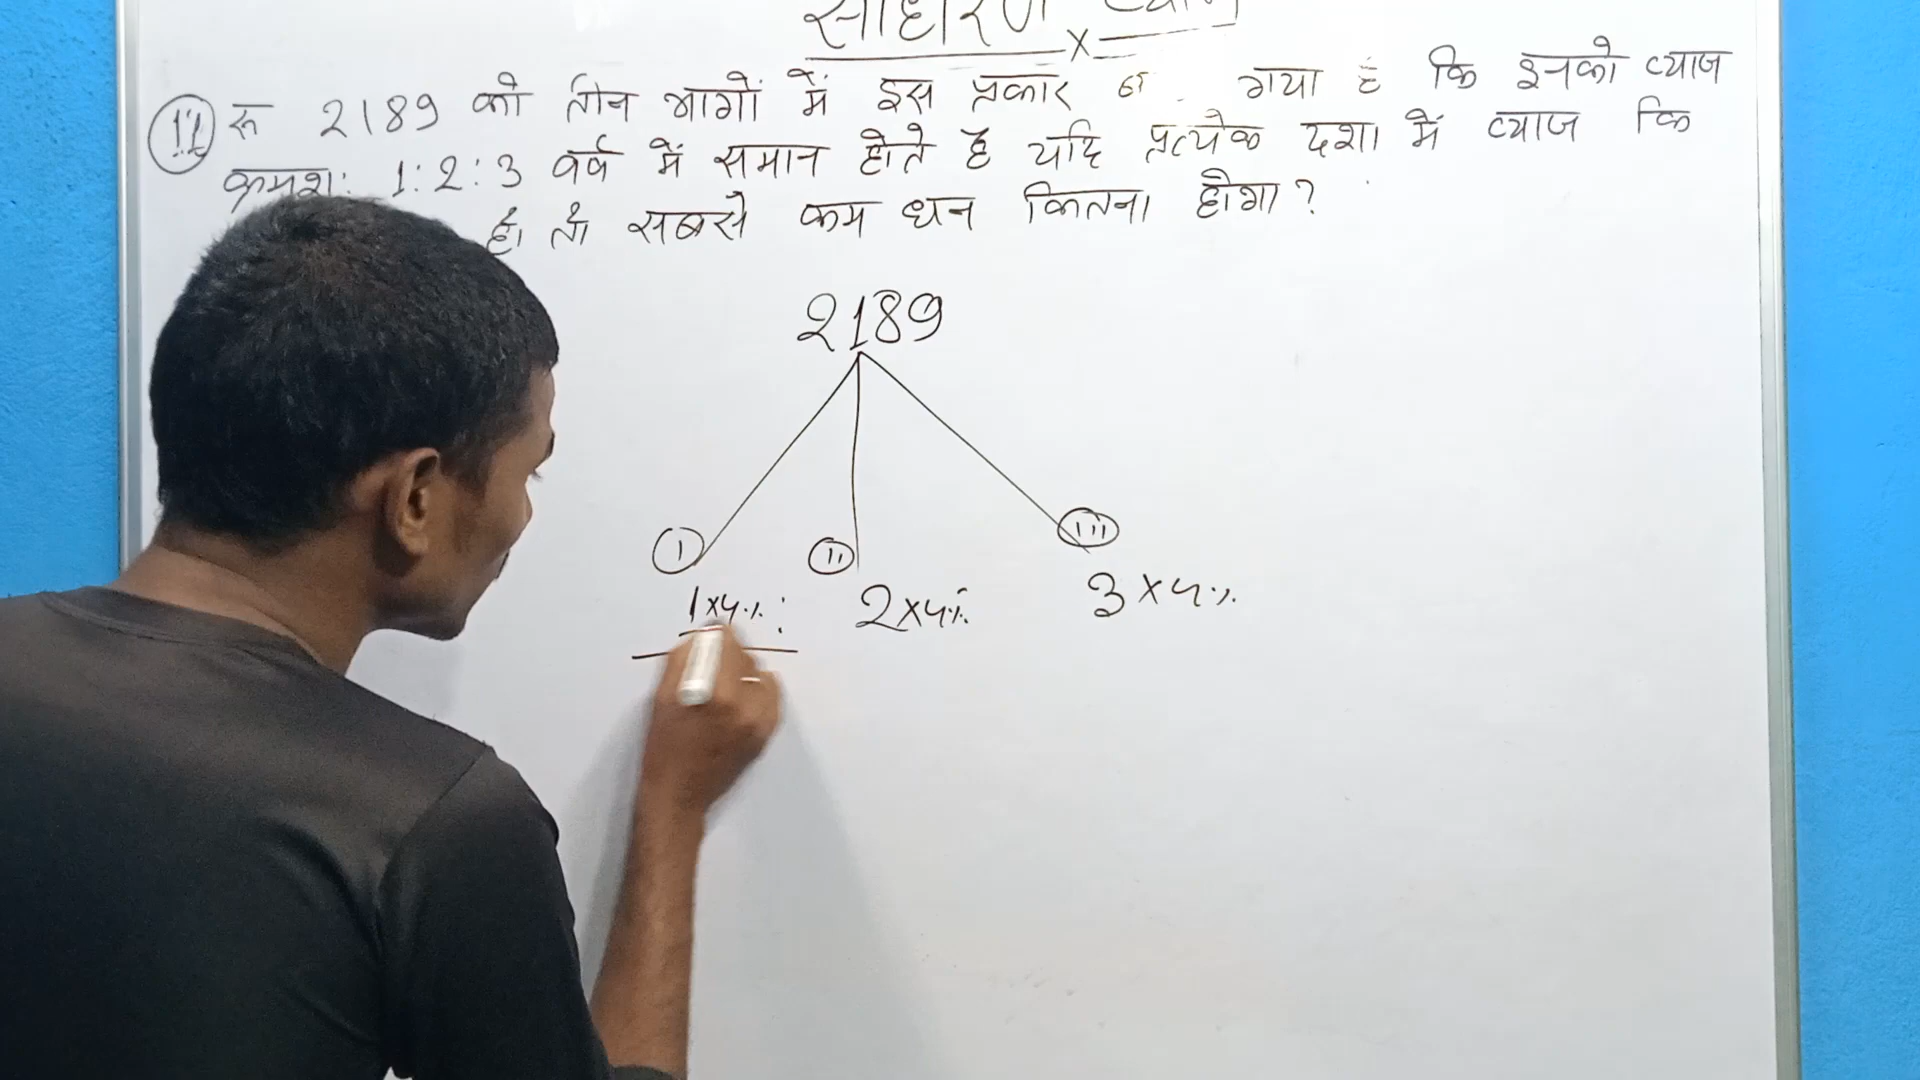 साधारण ब्याज
×
11 रू 2189 को तीन भागों में इस प्रकार गया है कि इनको ब्याज
क्रमशः 1:2:3 वर्ष में समान होते है यदि प्रत्येक दशा में ब्याज कि
हो तो सबसे कम धन कितना होगा?
2189
I II III
1×4% : 2×4% : 3×4%